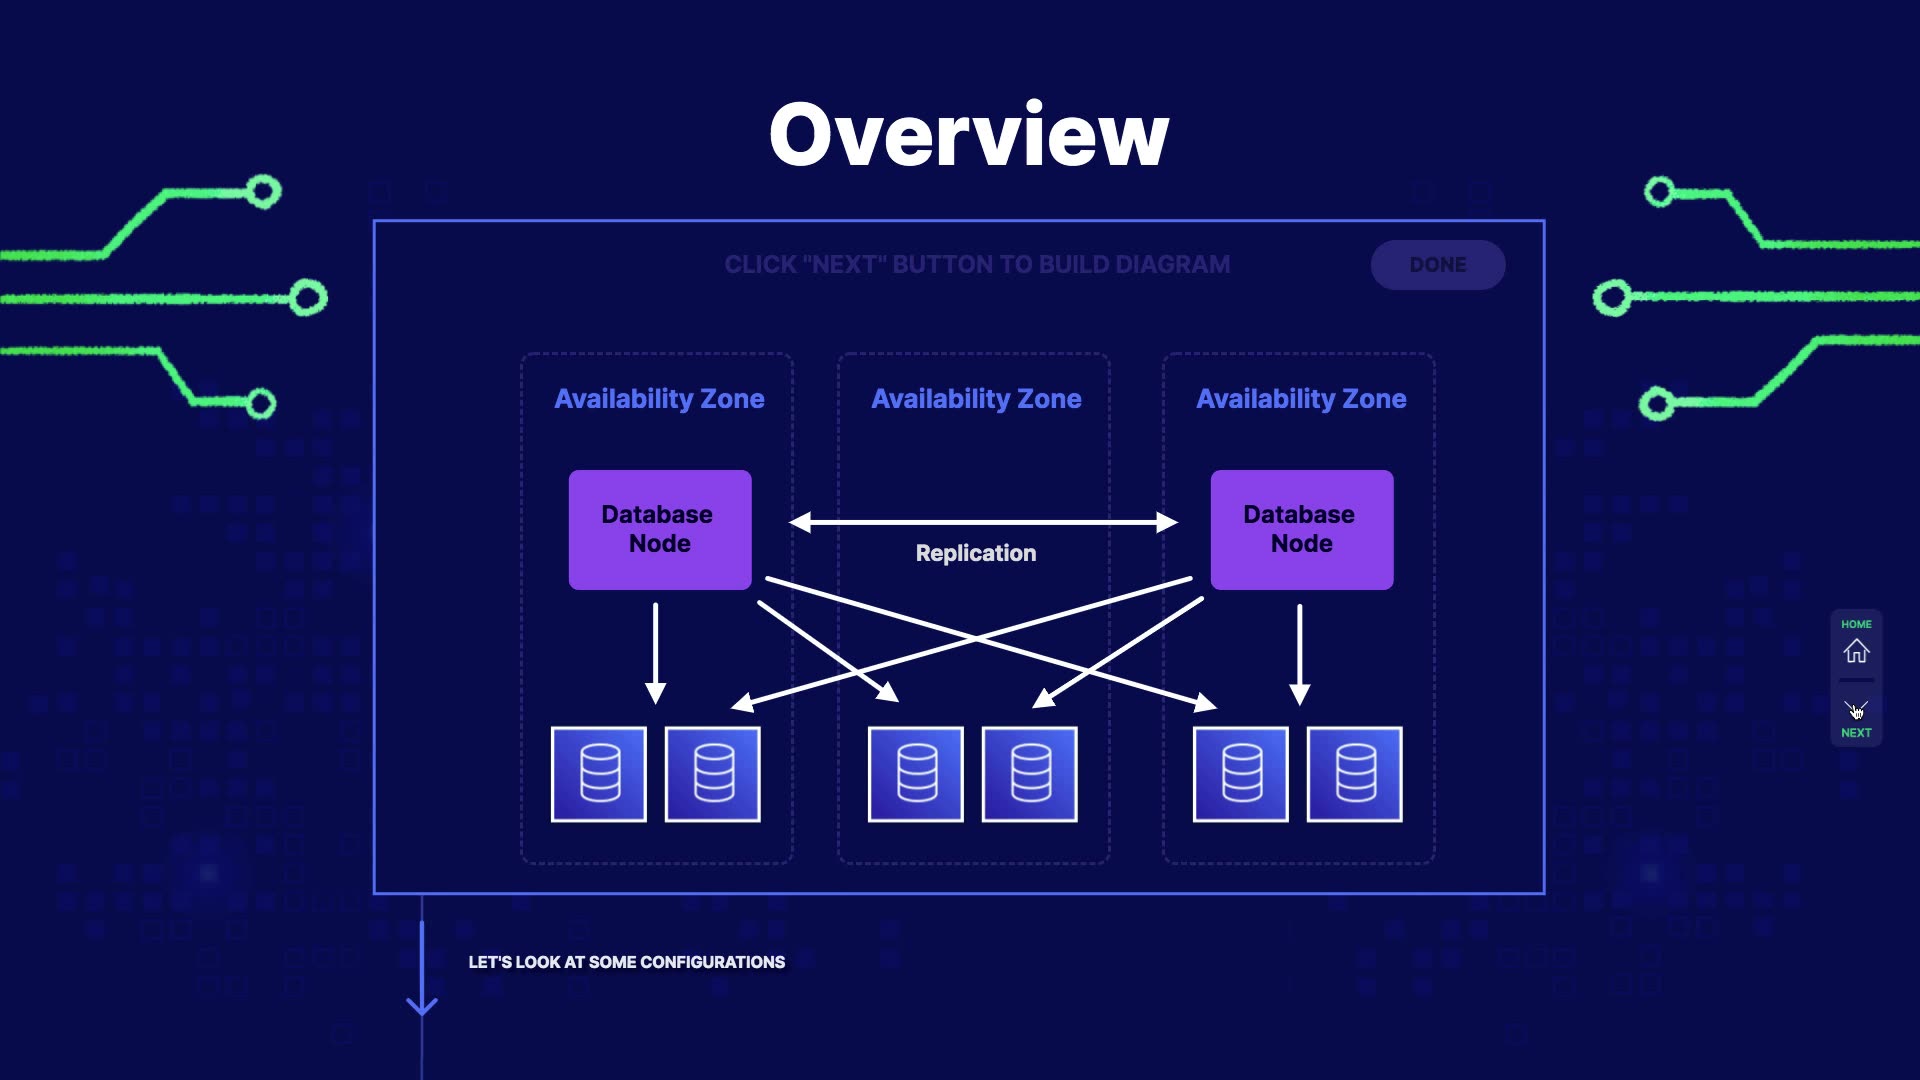 Overview
CLICK "NEXT" BUTTON TO BUILD DIAGRAM
DONE
Availability Zone
Availability Zone
Availability Zone
Database
Node
Database
Node
Replication
HOME
NEXT
LET'S LOOK AT SOME CONFIGURATIONS